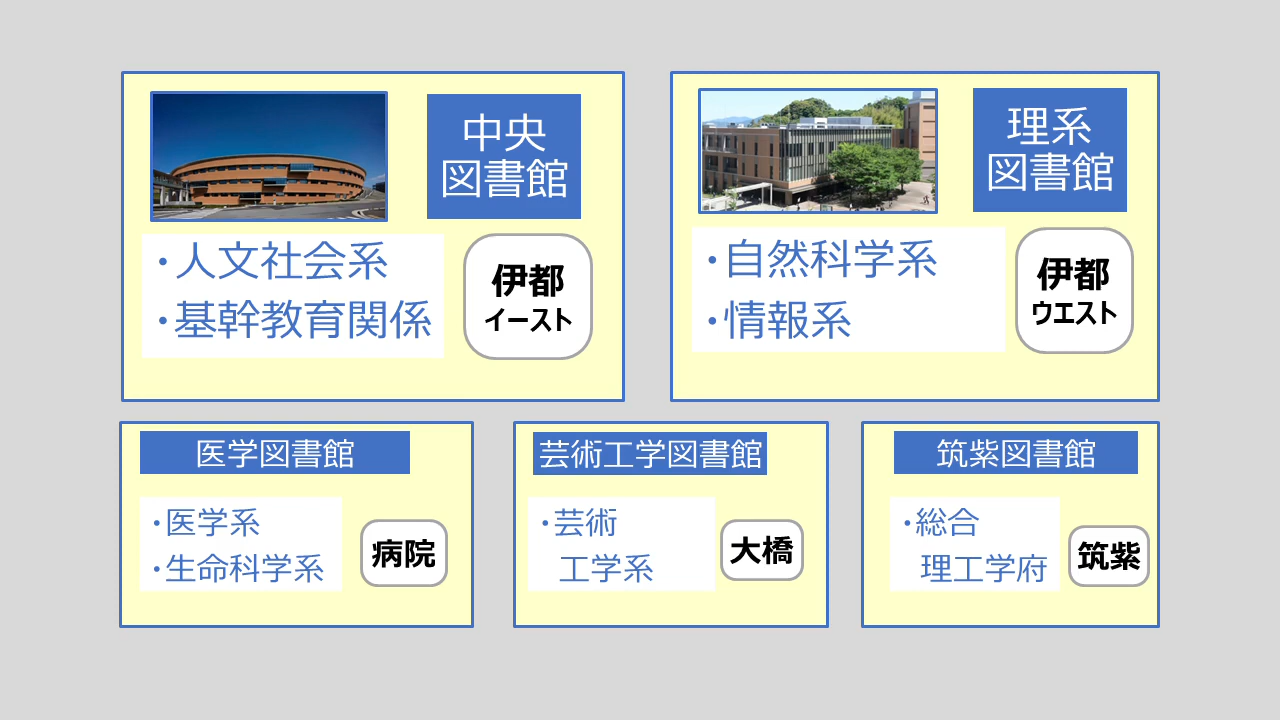 中央
図書館
・人文社会系
・基幹教育関係
伊都
イースト
理系
図書館
・自然科学系
・情報系
伊都
ウエスト
医学図書館
・医学系
・生命科学系
病院
芸術工学図書館
・芸術
工学系
大橋
筑紫図書館
・総合
理工学府
筑紫